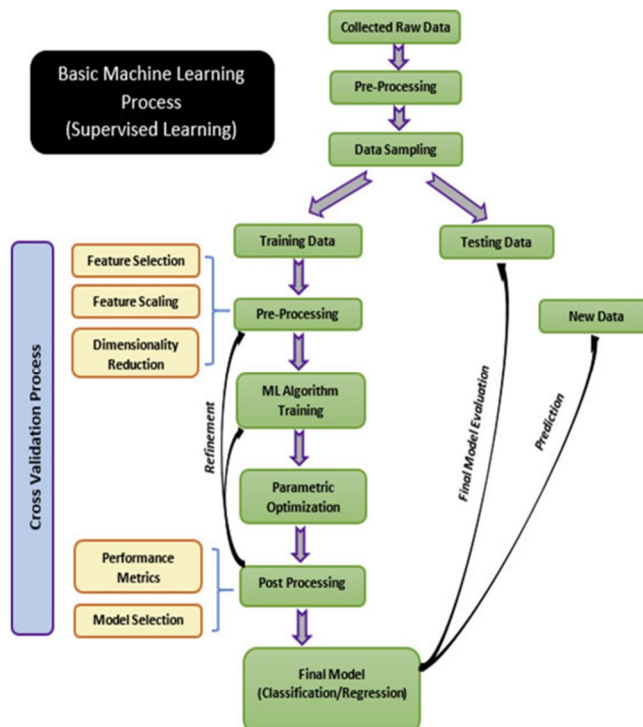 Collected Raw Data
Basic Machine Learning
Process
(Supervised Learning)
Pre-Processing
Data Sampling
Training Data
Testing Data
Cross Validation Process
Feature Selection
Feature Scaling
Dimensionality
Reduction
Pre-Processing
New Data
ML Algorithm
Training
Refinement
Final Model Evaluation
Prediction
Parametric
Optimization
Performance
Metrics
Model Selection
Post Processing
Final Model
(Classification/Regression)